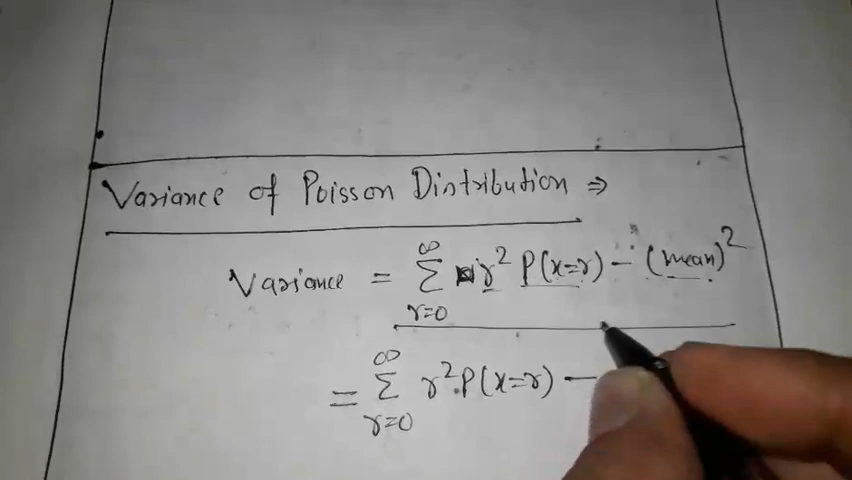 Variance of Poisson Distribution ⇒
Variance = ∑_{r=0}^{∞} r² P(x=r) − (mean)²
= ∑_{r=0}^{∞} r².P(x=r) −